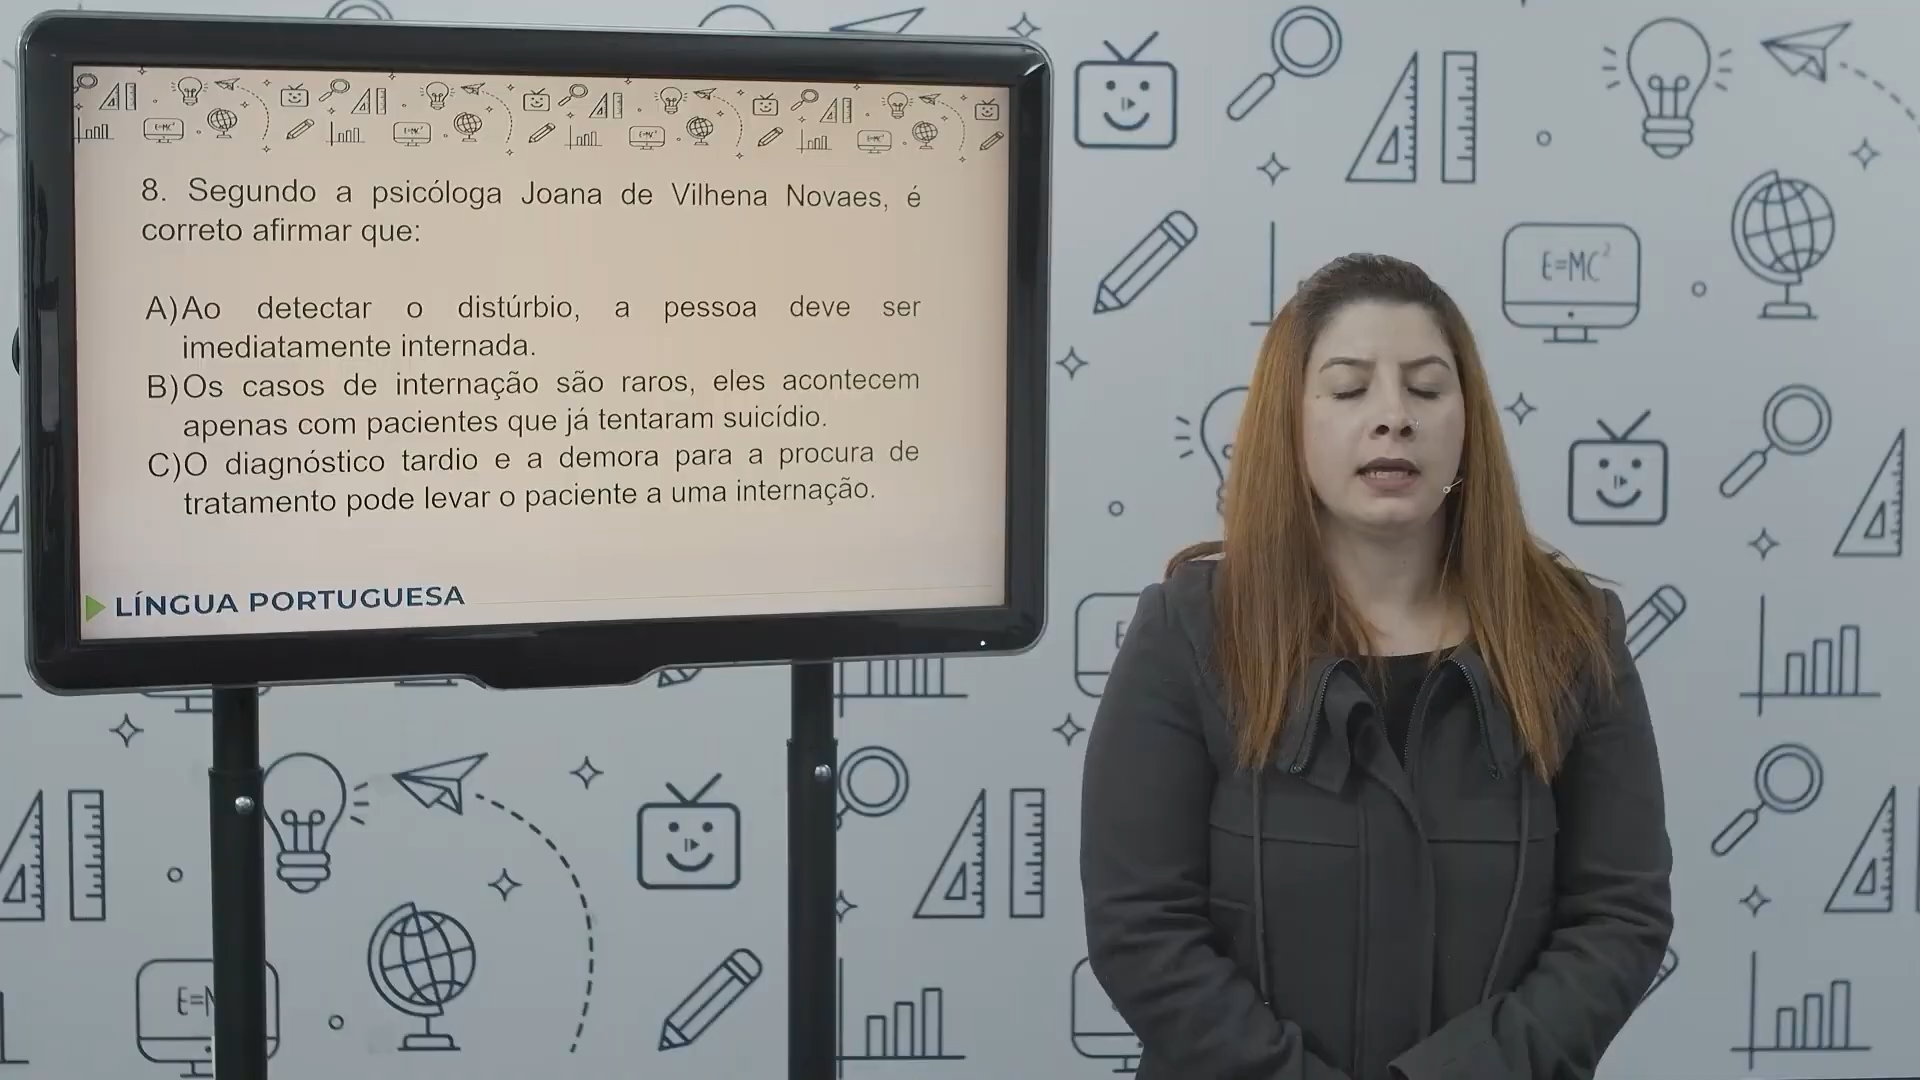 8. Segundo a psicóloga Joana de Vilhena Novaes, é
correto afirmar que:
A) Ao detectar o distúrbio, a pessoa deve ser
imediatamente internada.
B) Os casos de internação são raros, eles acontecem
apenas com pacientes que já tentaram suicídio.
C) O diagnóstico tardio e a demora para a procura de
tratamento pode levar o paciente a uma internação.
LÍNGUA PORTUGUESA
E=MC²